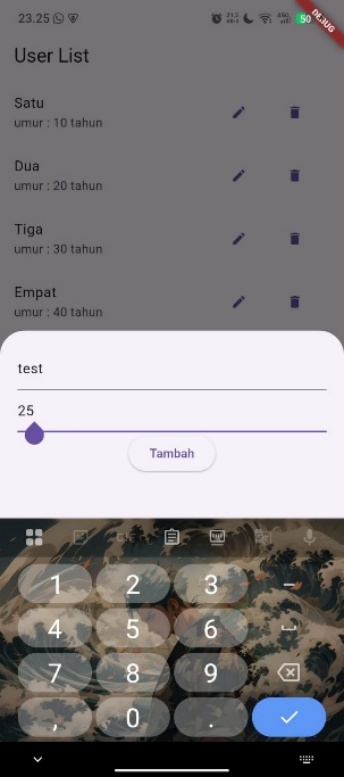 23.25
50
DEBUG
User List
Satu
umur : 10 tahun
Dua
umur : 20 tahun
Tiga
umur : 30 tahun
Empat
umur : 40 tahun
test
25
Tambah
1 2 3 -
4 5 6
7 8 9
, 0 .